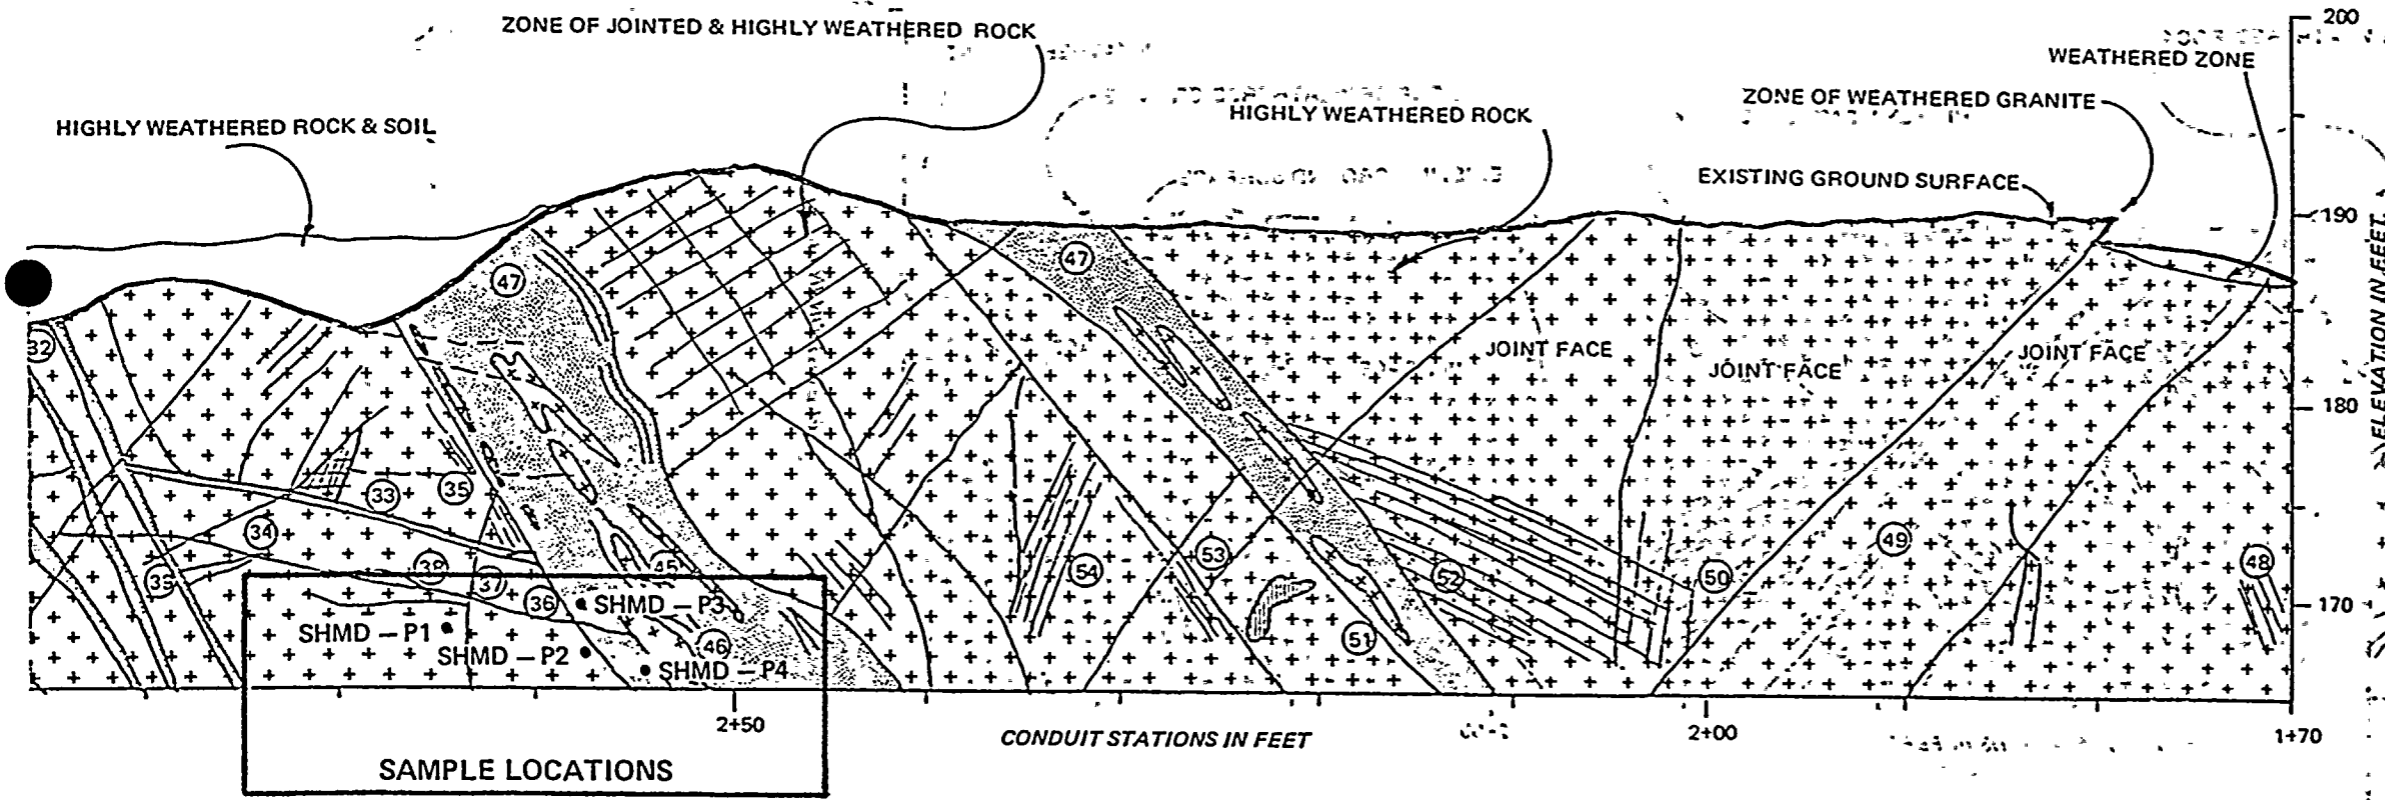 ZONE OF JOINTED & HIGHLY WEATHERED ROCK
200
WEATHERED ZONE
ZONE OF WEATHERED GRANITE
HIGHLY WEATHERED ROCK
HIGHLY WEATHERED ROCK & SOIL
EXISTING GROUND SURFACE
190
47
47
32
JOINT FACE
JOINT FACE
JOINT FACE
180
ELEVATION IN FEET
33
35
34
49
53
48
38
37
39
45
54
52
50
36
SHMD – P3
170
SHMD – P1
51
46
SHMD – P2
SHMD – P4
2+50
CONDUIT STATIONS IN FEET
2+00
1+70
SAMPLE LOCATIONS